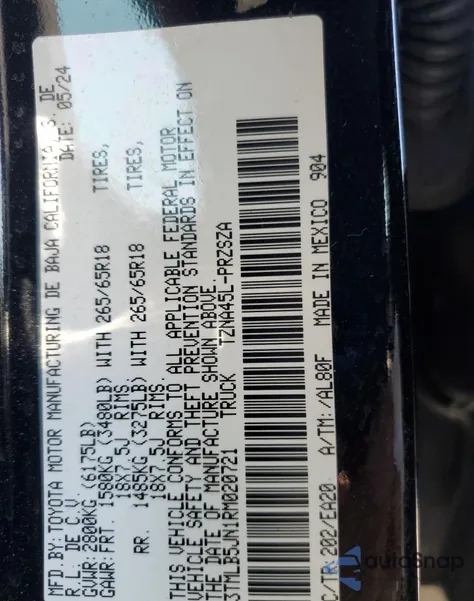 MFD.BY: TOYOTA MOTOR MANUFACTURING DE BAJA CALIFORNIA, S. DE
R.L. DE C.V. DATE: 05/24
GVWR: 2800KG (6175LB)
GAWR: FRT. 1580KG (3480LB) WITH 265/65R18 TIRES,
18X7.5J RIMS.
RR. 1485KG (3275LB) WITH 265/65R18 TIRES,
18X7.5J RIMS.
THIS VEHICLE CONFORMS TO ALL APPLICABLE FEDERAL MOTOR
VEHICLE SAFETY AND THEFT PREVENTION STANDARDS IN EFFECT ON
THE DATE OF MANUFACTURE SHOWN ABOVE.
3TMLB5JN1RM020721 TRUCK TZNA45L-PRZSZA
C/TR: 202/EA20 A/TM: /AL80F MADE IN MEXICO 904
AutoSnap